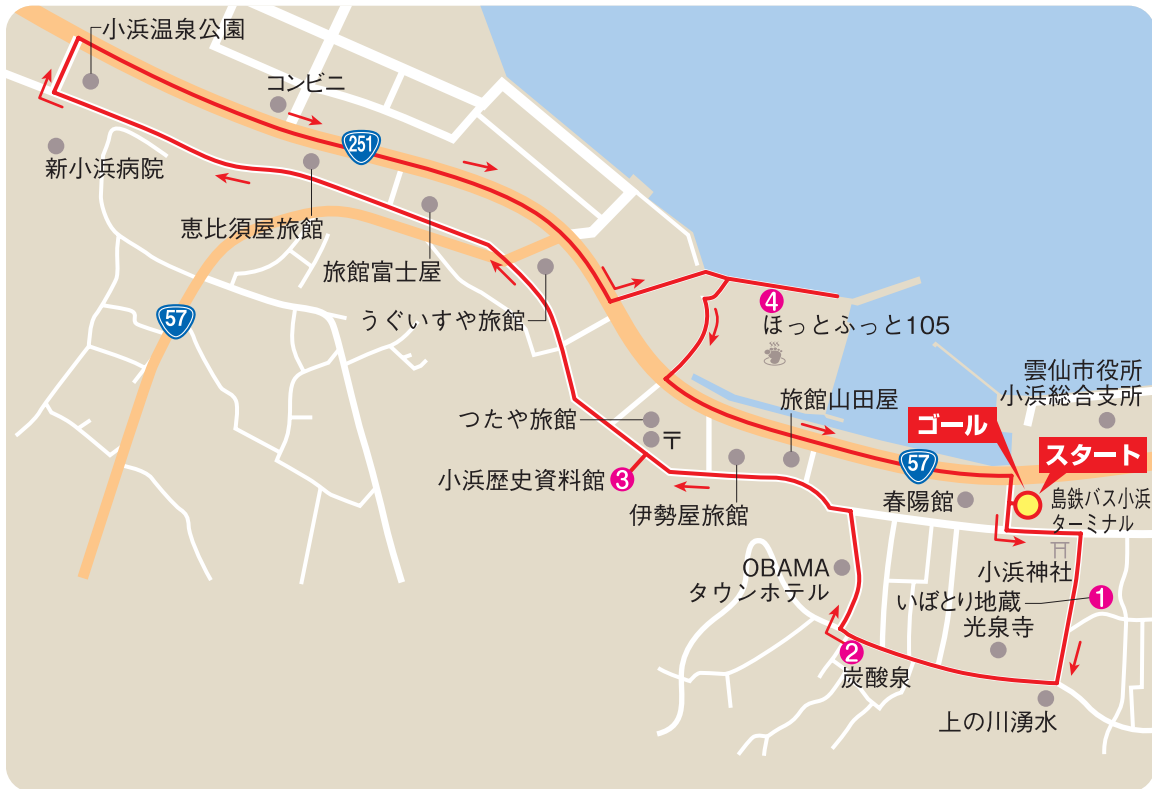 小浜温泉公園
コンビニ
251
新小浜病院
恵比須屋旅館
旅館富士屋
57
うぐいすや旅館
4
ほっとふっと105
雲仙市役所
小浜総合支所
つたや旅館
〒
旅館山田屋
ゴール
スタート
小浜歴史資料館
3
57
伊勢屋旅館
春陽館
島鉄バス小浜
ターミナル
OBAMA
タウンホテル
小浜神社
いぼとり地蔵
1
光泉寺
2
炭酸泉
上の川湧水